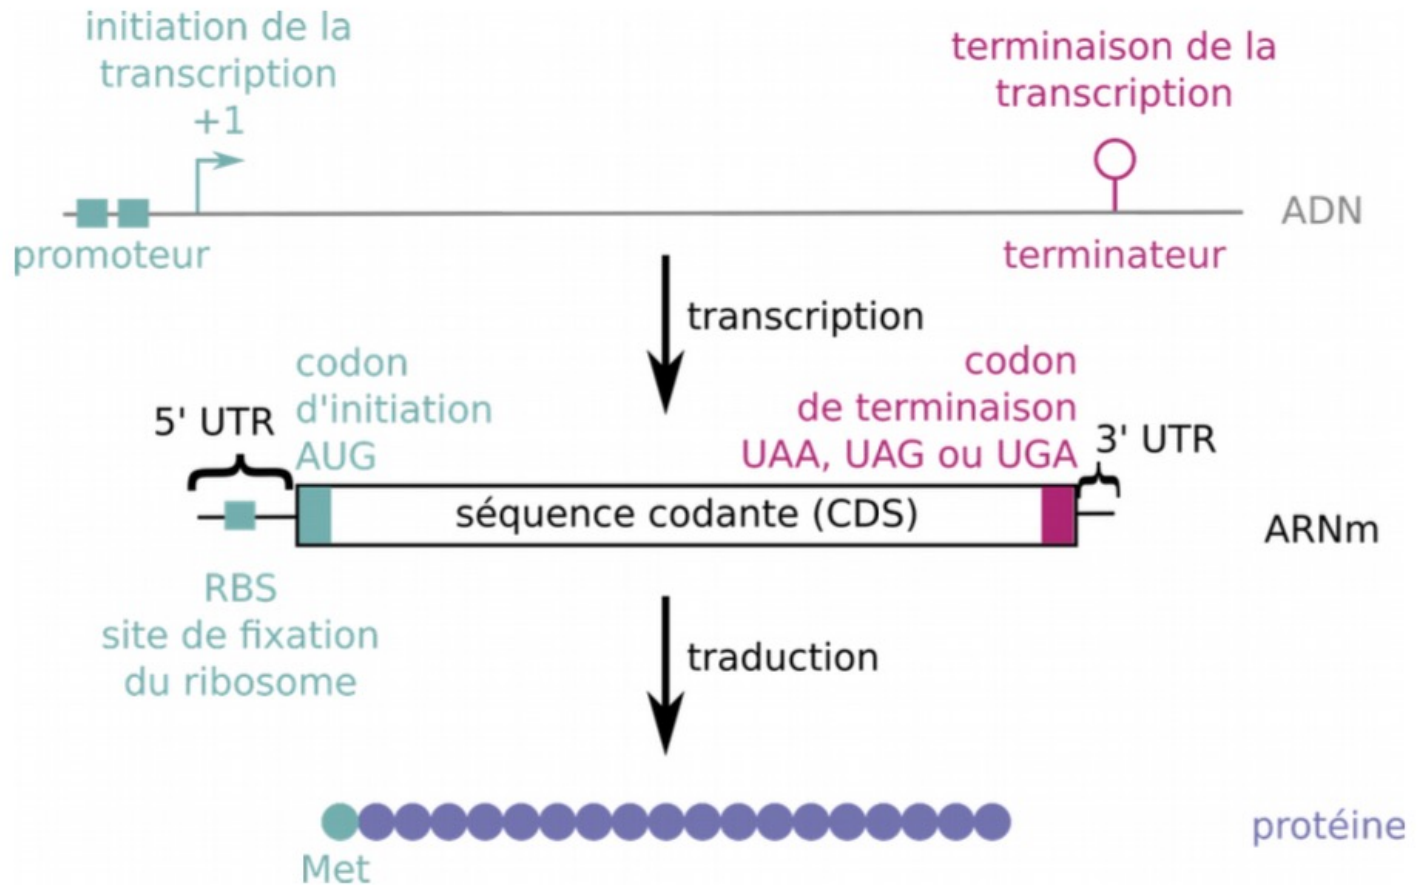 initiation de la
transcription
+1
terminaison de la
transcription
ADN
promoteur
terminateur
transcription
codon
d'initiation
AUG
codon
de terminaison
UAA, UAG ou UGA
5' UTR
3' UTR
séquence codante (CDS)
ARNm
RBS
site de fixation
du ribosome
traduction
protéine
Met